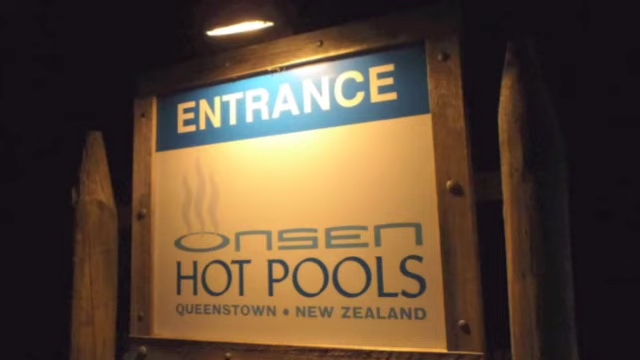 ENTRANCE
ONSEN
HOT POOLS
QUEENSTOWN • NEW ZEALAND